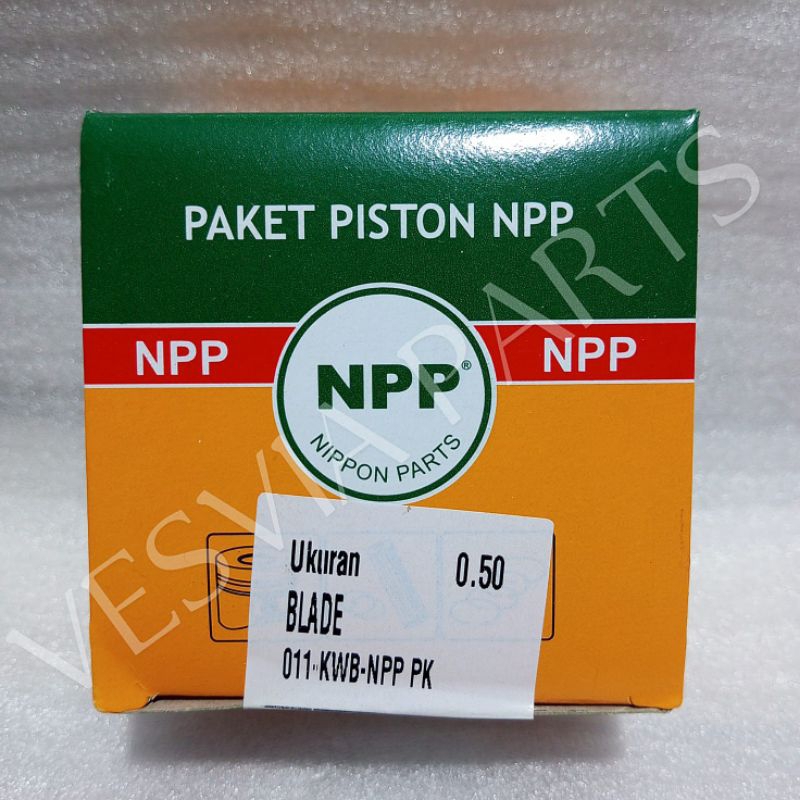 PAKET PISTON NPP
NPP
NPP®
NIPPON PARTS
NPP
Ukuran 0.50
BLADE
011-KWB-NPP PK
VESVIA PARTS